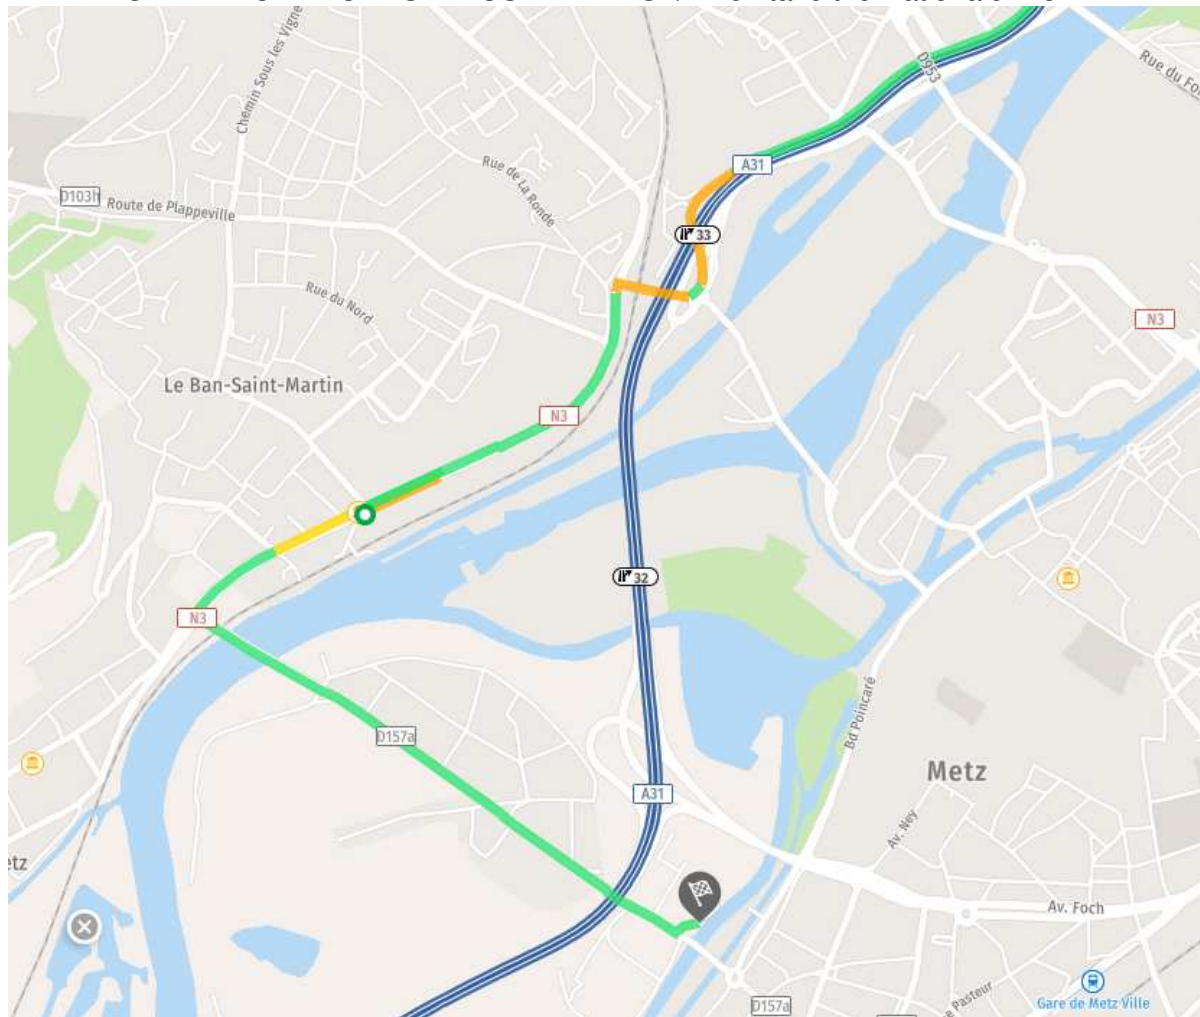 Chemin Sous les Vigne
D953
Rue du Fo
A31
Rue de La Ronde
D103h
Route de Plappeville
33
Rue du Nord
N3
Le Ban-Saint-Martin
N3
32
N3
Bd Poincaré
D157a
Metz
A31
Av. Ney
etz
Av. Foch
Pasteur
D157a
Gare de Metz Ville